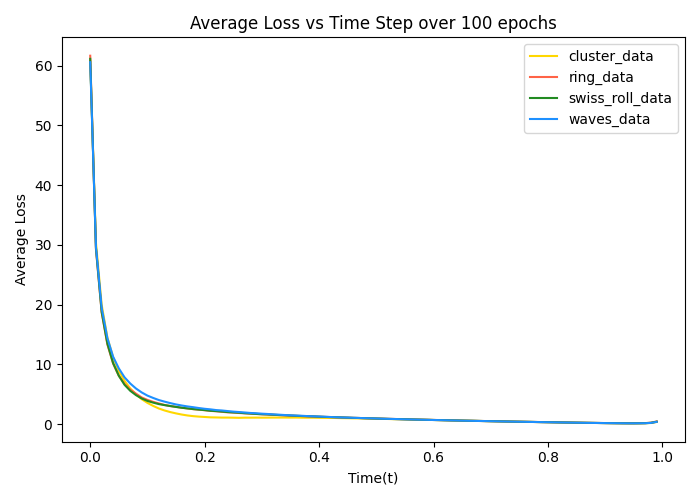 Average Loss vs Time Step over 100 epochs
cluster_data
ring_data
swiss_roll_data
waves_data
60
50
40
30
20
10
0
Average Loss
0.0 0.2 0.4 0.6 0.8 1.0
Time(t)